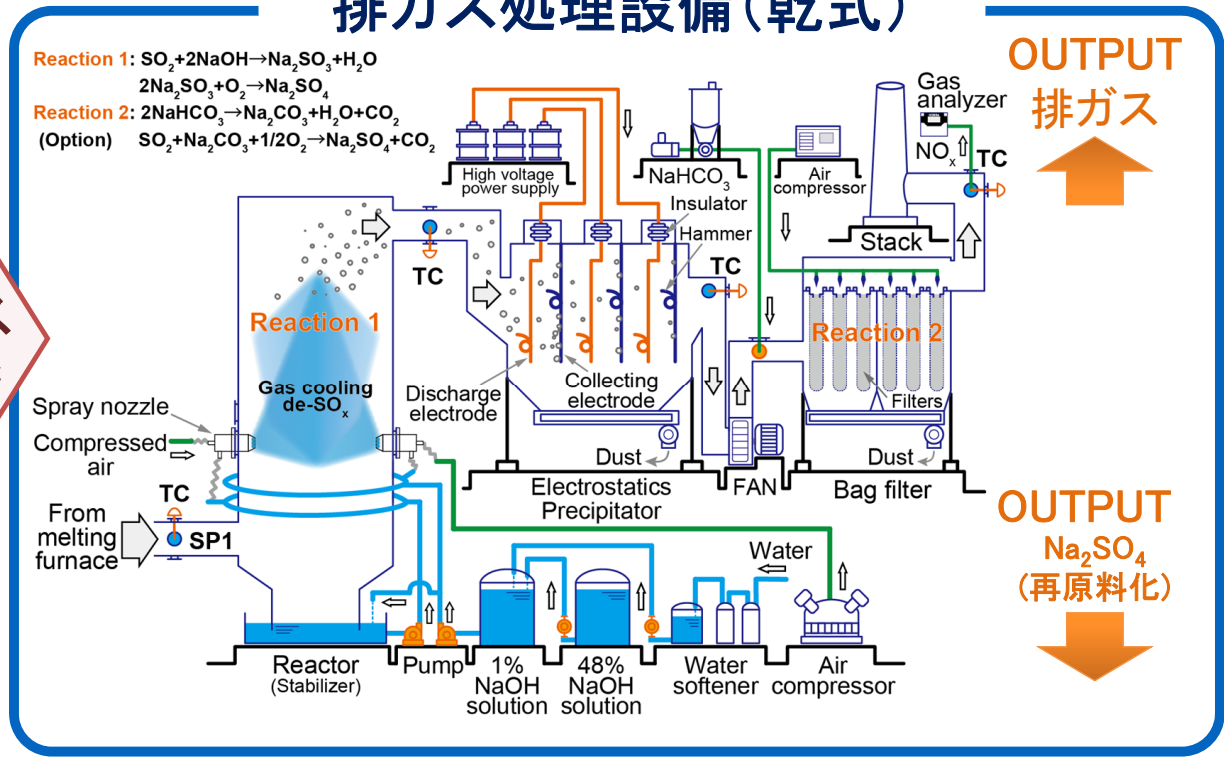 排ガス処理設備(乾式)
Reaction 1: SO₂+2NaOH→Na₂SO₃+H₂O
2Na₂SO₃+O₂→Na₂SO₄
Reaction 2: 2NaHCO₃→Na₂CO₃+H₂O+CO₂
(Option) SO₂+Na₂CO₃+1/2O₂→Na₂SO₄+CO₂
OUTPUT
排ガス
Gas
analyzer
NOₓ
TC
High voltage
power supply
NaHCO₃
Air
compressor
Insulator
Hammer
Stack
TC
TC
Reaction 1
Gas cooling
de-SOₓ
Reaction 2
Discharge
electrode
Collecting
electrode
Filters
Spray nozzle
Compressed
air
Dust
Dust
Electrostatics
Precipitator
FAN
Bag filter
TC
From
melting
furnace
SP1
OUTPUT
Na₂SO₄
(再原料化)
Water
Reactor
(Stabilizer)
Pump
1%
NaOH
solution
48%
NaOH
solution
Water
softener
Air
compressor